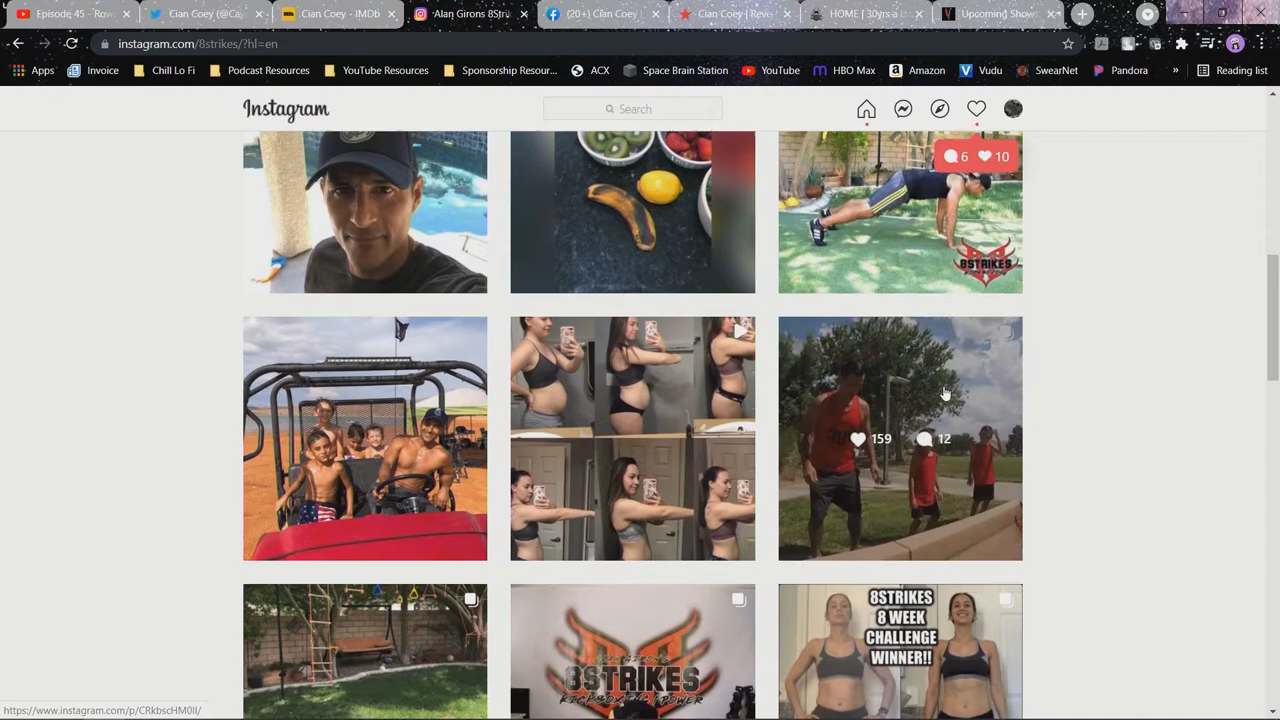 Episode 45 - Row
Cian Coey (@Ca
Cian Coey - IMDb
Alan Girons 8Stri
(20+) Cian Coey
Cian Coey | Reve
HOME | 30yrs a
Upcoming Show
instagram.com/8strikes/?hl=en
Apps
Invoice
Chill Lo Fi
Podcast Resources
YouTube Resources
Sponsorship Resour...
ACX
Space Brain Station
YouTube
HBO Max
Amazon
Vudu
SwearNet
Pandora
»
Reading list
Instagram
Search
6
10
8STRIKES
159
12
8STRIKES
KICKBOXING | POWER
8STRIKES
8 WEEK
CHALLENGE
WINNER!!
https://www.instagram.com/p/CRkbscHM0lI/